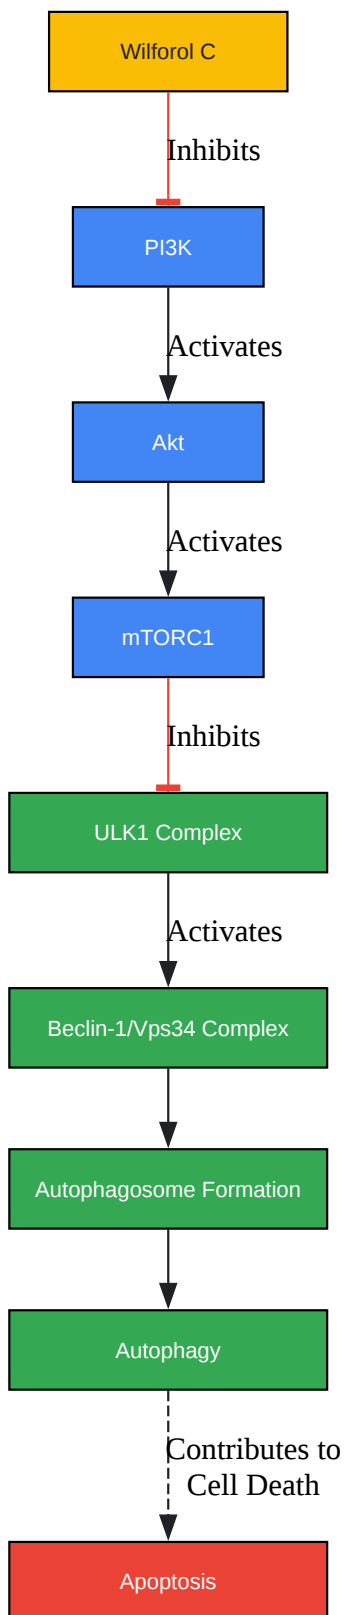 Wilforol C
Inhibits
PI3K
Activates
Akt
Activates
mTORC1
Inhibits
ULK1 Complex
Activates
Beclin-1/Vps34 Complex
Autophagosome Formation
Autophagy
Contributes to
Cell Death
Apoptosis